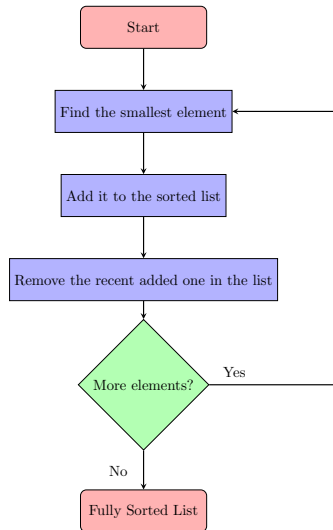 Start
Find the smallest element
Add it to the sorted list
Remove the recent added one in the list
More elements?
Yes
No
Fully Sorted List